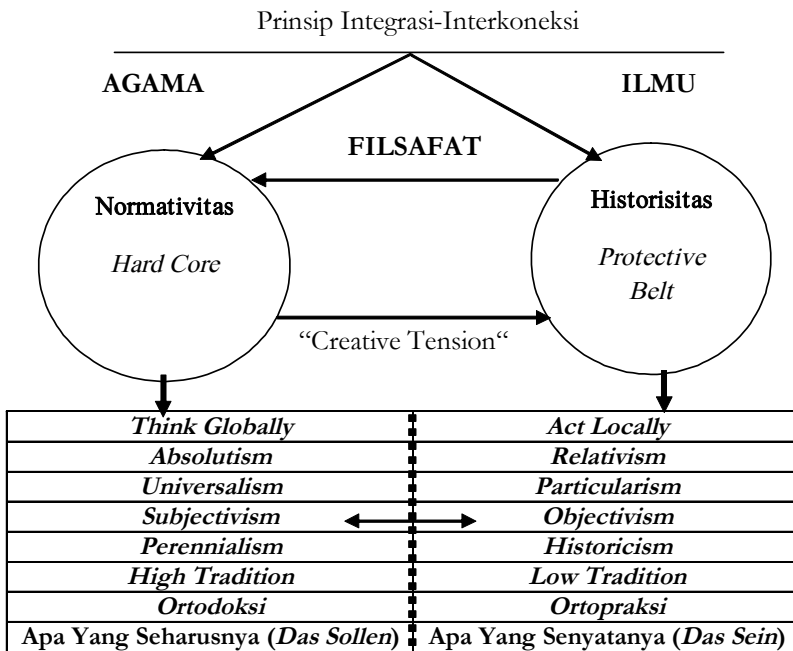 Prinsip Integrasi-Interkoneksi
AGAMA
ILMU
FILSAFAT
Normativitas
Hard Core
Historisitas
Protective
Belt
“Creative Tension“
Think Globally Act Locally
Absolutism Relativism
Universalism Particularism
Subjectivism Objectivism
Perennialism Historicism
High Tradition Low Tradition
Ortodoksi Ortopraksi
Apa Yang Seharusnya (Das Sollen) Apa Yang Senyatanya (Das Sein)